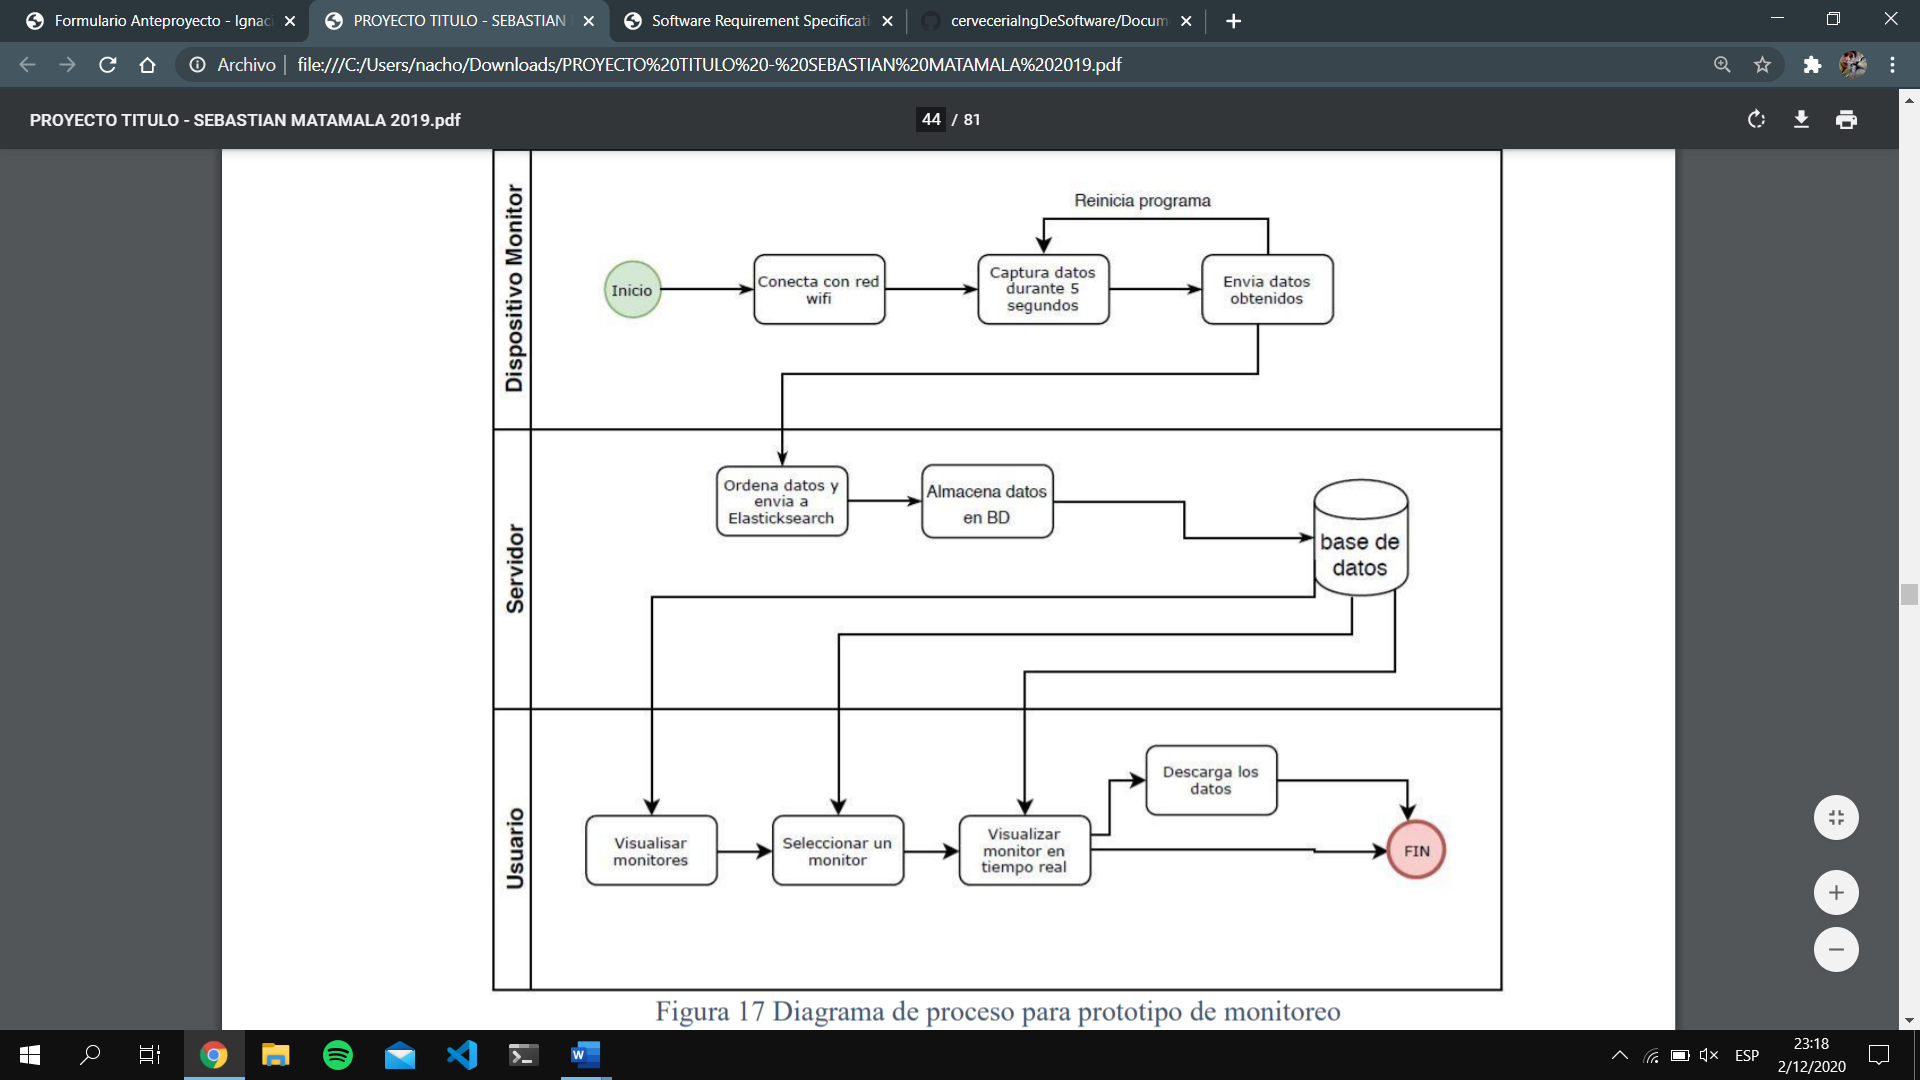 Formulario Anteproyecto - Ignaci
PROYECTO TITULO - SEBASTIAN
Software Requirement Specificati
cerveceriaIngDeSoftware/Docum
Archivo
file:///C:/Users/nacho/Downloads/PROYECTO%20TITULO%20-%20SEBASTIAN%20MATAMALA%202019.pdf
PROYECTO TITULO - SEBASTIAN MATAMALA 2019.pdf
44 / 81
Dispositivo Monitor
Reinicia programa
Inicio
Conecta con red
wifi
Captura datos
durante 5
segundos
Envia datos
obtenidos
Servidor
Ordena datos y
envia a
Elasticksearch
Almacena datos
en BD
base de
datos
Usuario
Visualisar
monitores
Seleccionar un
monitor
Visualizar
monitor en
tiempo real
Descarga los
datos
FIN
Figura 17 Diagrama de proceso para prototipo de monitoreo
W
ESP
23:18
2/12/2020